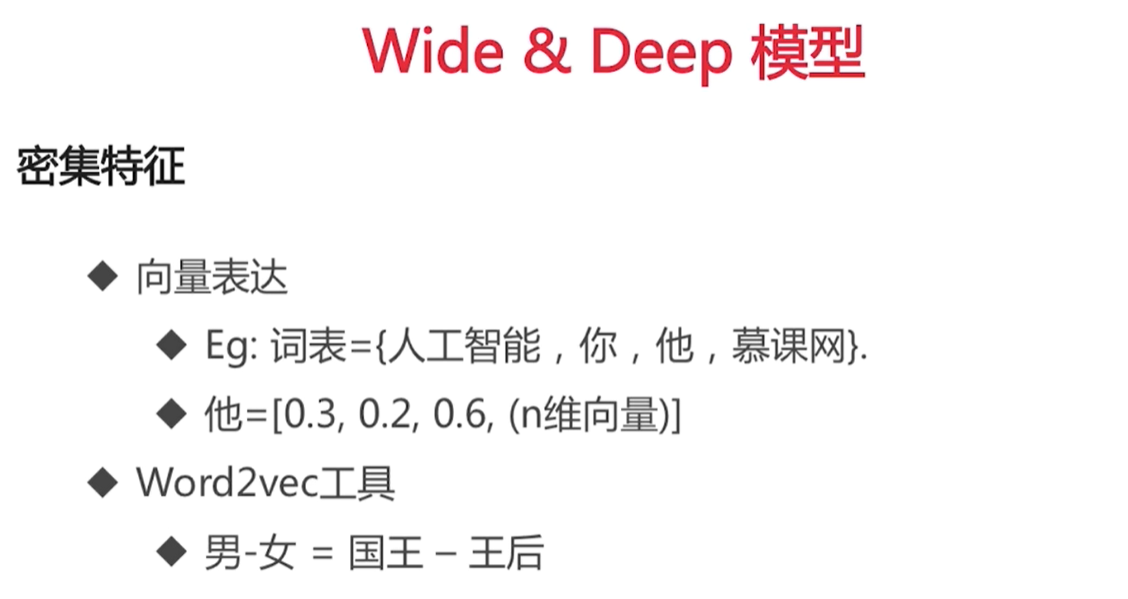 Wide & Deep 模型
密集特征
◆ 向量表达
◆ Eg: 词表={人工智能，你，他，慕课网}.
◆ 他=[0.3, 0.2, 0.6, (n维向量)]
◆ Word2vec工具
◆ 男-女 = 国王 – 王后